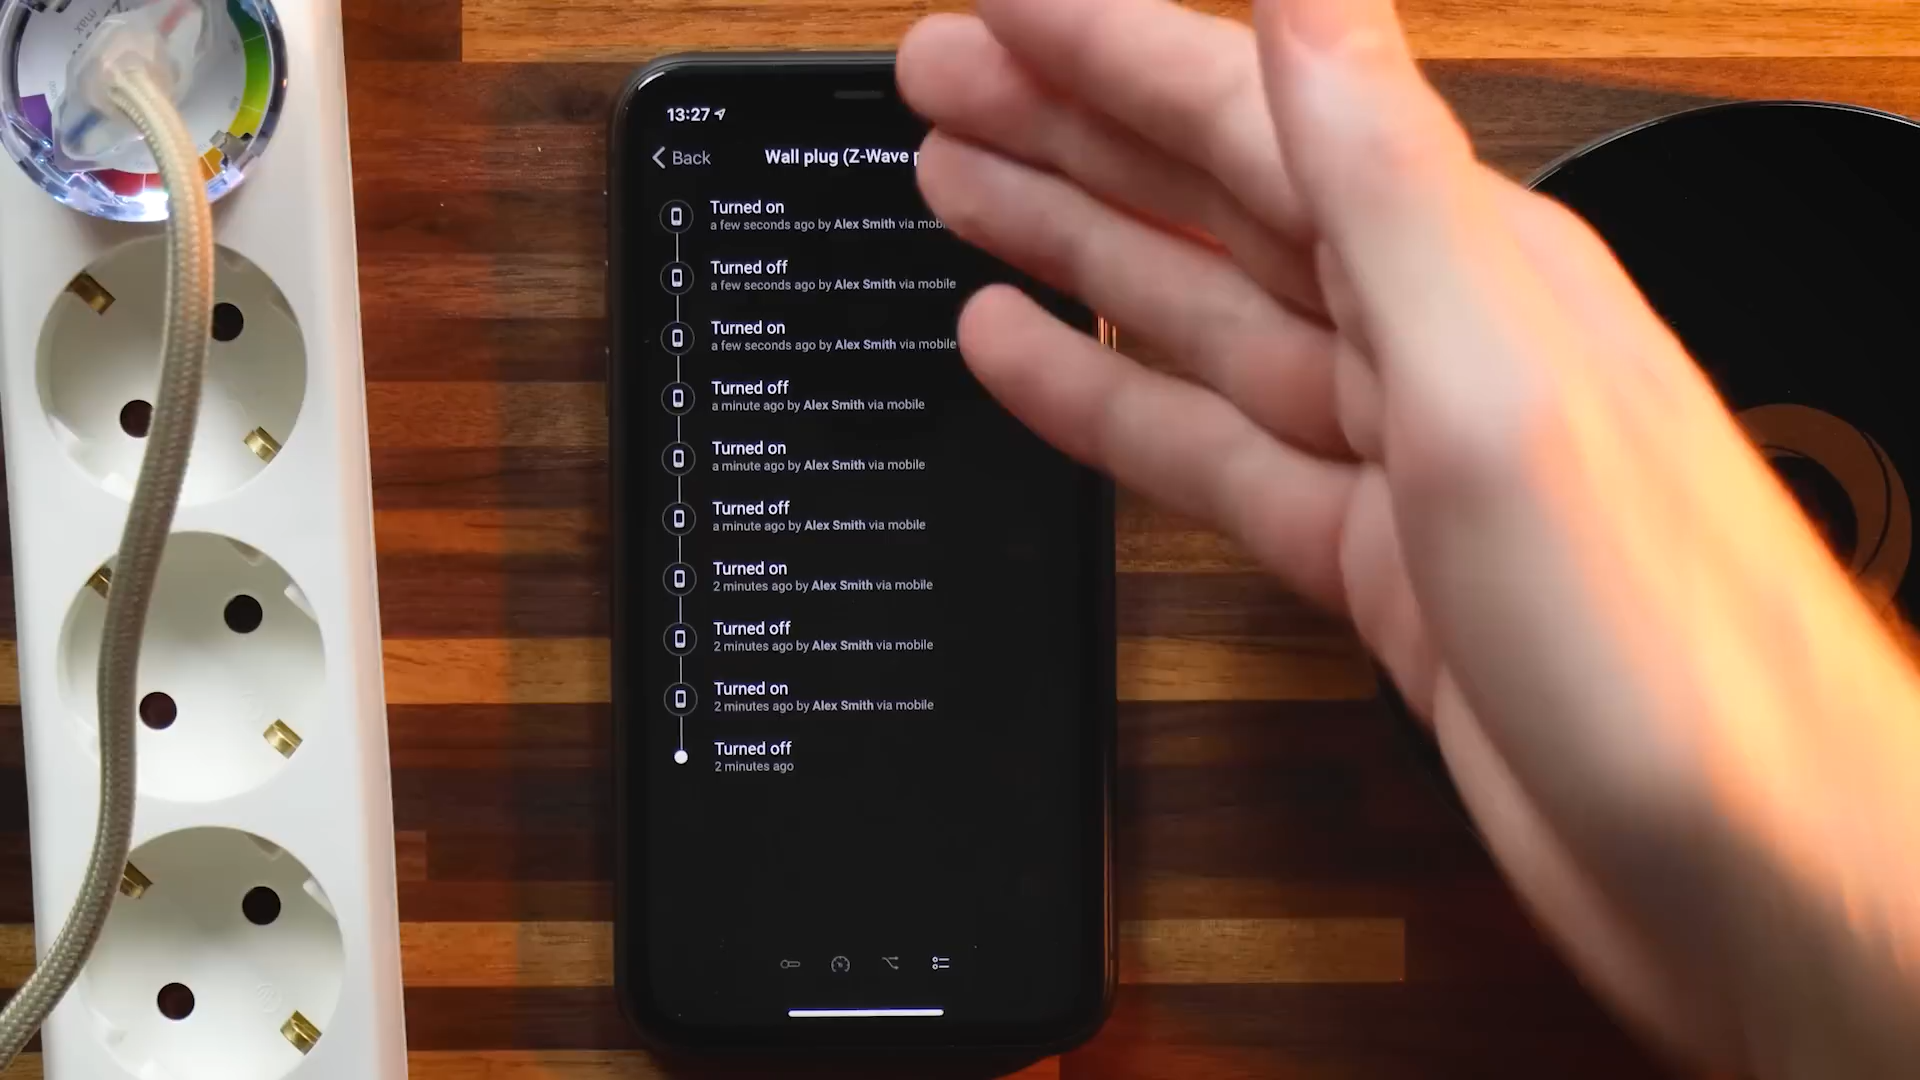 max
13:27
Back
Wall plug (Z-Wave
Turned on
a few seconds ago by Alex Smith via
Turned off
a few seconds ago by Alex Smith via mobile
Turned on
a few seconds ago by Alex Smith via mobile
Turned off
a minute ago by Alex Smith via mobile
Turned on
a minute ago by Alex Smith via mobile
Turned off
a minute ago by Alex Smith via mobile
Turned on
2 minutes ago by Alex Smith via mobile
Turned off
2 minutes ago by Alex Smith via mobile
Turned on
2 minutes ago by Alex Smith via mobile
Turned off
2 minutes ago